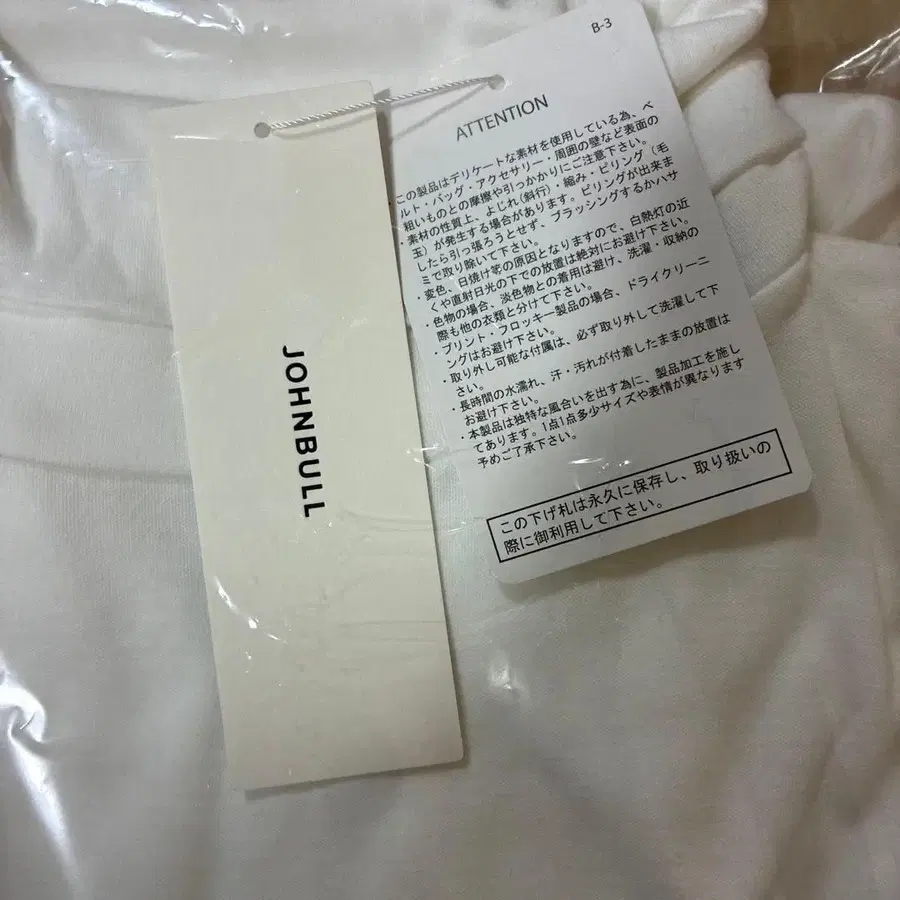 B-3
ATTENTION
・この製品はデリケートな素材を使用している為、ベ
ルト・バッグ・アクセサリー・周囲の壁など表面の
粗いものとの摩擦や引っかかりにご注意下さい。
・素材の性質上、よじれ(斜行)・縮み・ピリング（毛
玉）が発生する場合があります。ピリングが出来ま
したら引っ張ろうとせず、ブラッシングするかハサ
ミで取り除いて下さい。
・変色、日焼け等の原因となりますので、白熱灯の近
くや直射日光の下での放置は絶対にお避け下さい。
・色物の場合、淡色物との着用は避け、洗濯・収納の
際も他の衣類と分けて下さい。
・プリント・フロッキー製品の場合、ドライクリーニ
ングはお避け下さい。
・取り外し可能な付属は、必ず取り外して洗濯して下
さい。
・長時間の水濡れ、汗・汚れが付着したままの放置は
お避け下さい。
・本製品は独特な風合いを出す為に、製品加工を施し
てあります。1点1点多少サイズや表情が異なります
予めご了承下さい。
この下げ札は永久に保存し、取り扱いの
際に御利用して下さい。
JOHNBULL